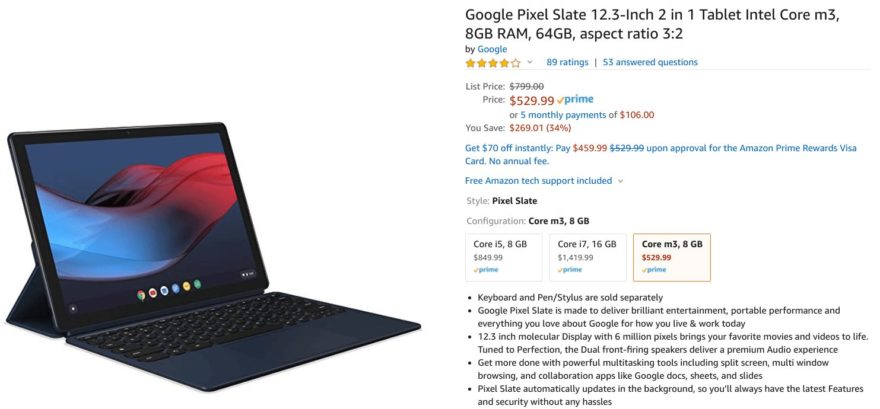 Google Pixel Slate 12.3-Inch 2 in 1 Tablet Intel Core m3,
8GB RAM, 64GB, aspect ratio 3:2
by Google
89 ratings | 53 answered questions
List Price: $799.00
Price: $529.99 prime
or 5 monthly payments of $106.00
You Save: $269.01 (34%)
Get $70 off instantly: Pay $459.99 $529.99 upon approval for the Amazon Prime Rewards Visa
Card. No annual fee.
Free Amazon tech support included
Style: Pixel Slate
Configuration: Core m3, 8 GB
Core i5, 8 GB Core i7, 16 GB Core m3, 8 GB
$849.99 $1,419.99 $529.99
prime prime prime
• Keyboard and Pen/Stylus are sold separately
• Google Pixel Slate is made to deliver brilliant entertainment, portable performance and
everything you love about Google for how you live & work today
• 12.3 inch molecular Display with 6 million pixels brings your favorite movies and videos to life.
Tuned to Perfection, the Dual front-firing speakers deliver a premium Audio experience
• Get more done with powerful multitasking tools including split screen, multi window
browsing, and collaboration apps like Google docs, sheets, and slides
• Pixel Slate automatically updates in the background, so you'll always have the latest Features
and security without any hassles